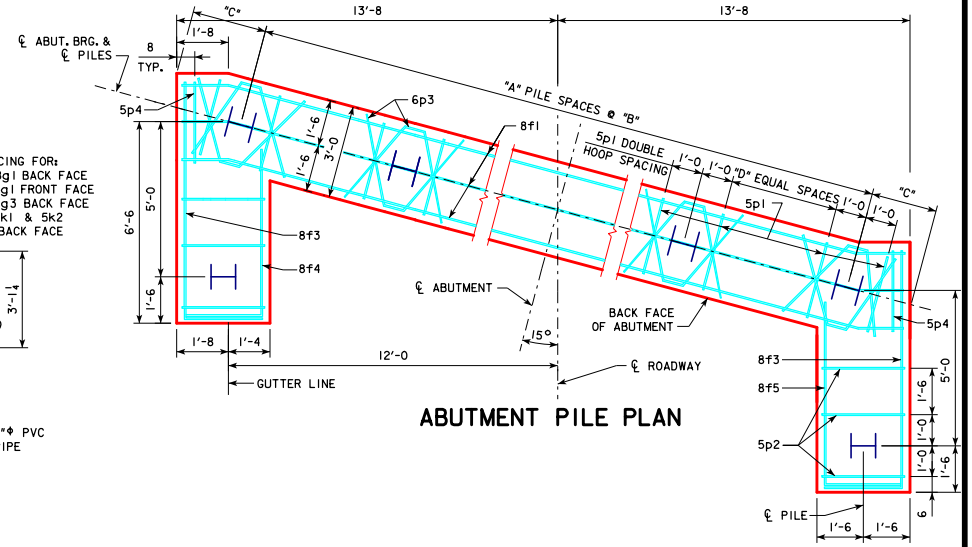 13'-8
13'-8
"C"
1'-8
℄ ABUT. BRG. &
℄ PILES
8
TYP.
5p4
6p3
8f1
"A" PILE SPACES @ "B"
5p1 DOUBLE
HOOP SPACING
1'-0
1'-0
"D" EQUAL SPACES
1'-0
1'-0
"C"
5p1
1'-6
1'-6
3'-0
CING FOR:
g1 BACK FACE
g1 FRONT FACE
g3 BACK FACE
k1 & 5k2
BACK FACE
3'-1¼
6'-6
5'-0
1'-6
8f3
8f4
℄ ABUTMENT
15°
BACK FACE
OF ABUTMENT
5p4
1'-8
1'-4
12'-0
GUTTER LINE
℄ ROADWAY
8f3
8f5
5p2
5'-0
1'-6
1'-0
1'-0
1'-6
6
ABUTMENT PILE PLAN
"Φ PVC
PIPE
℄ PILE
1'-6
1'-6